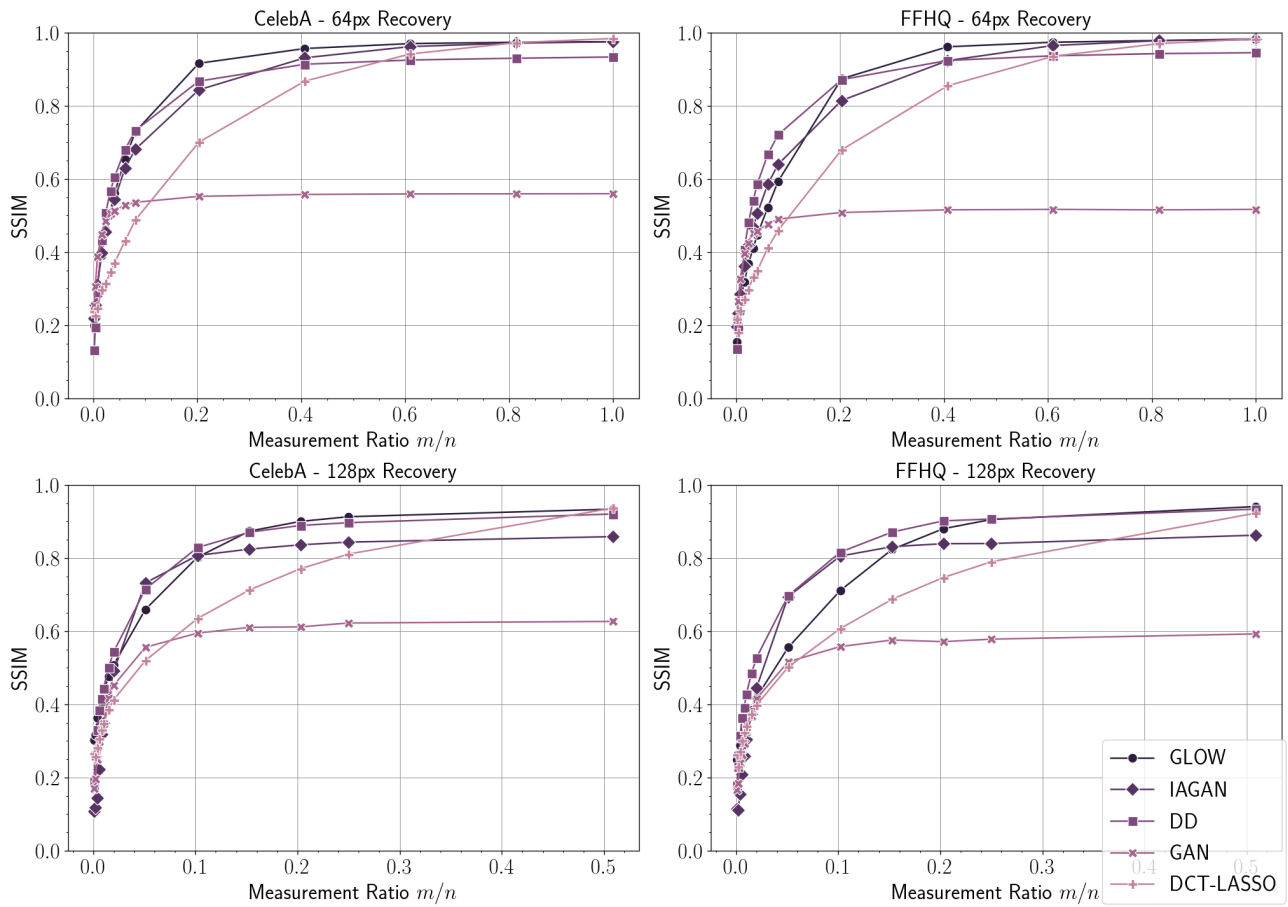 CelebA - 64px Recovery
1.0
0.8
0.6
0.4
0.2
0.0
SSIM
0.0 0.2 0.4 0.6 0.8 1.0
Measurement Ratio m/n
FFHQ - 64px Recovery
1.0
0.8
0.6
0.4
0.2
0.0
SSIM
0.0 0.2 0.4 0.6 0.8 1.0
Measurement Ratio m/n
CelebA - 128px Recovery
1.0
0.8
0.6
0.4
0.2
0.0
SSIM
0.0 0.1 0.2 0.3 0.4 0.5
Measurement Ratio m/n
FFHQ - 128px Recovery
1.0
0.8
0.6
0.4
0.2
0.0
SSIM
0.0 0.1 0.2 0.3 0.4 0.5
Measurement Ratio m/n
GLOW
IAGAN
DD
GAN
DCT-LASSO